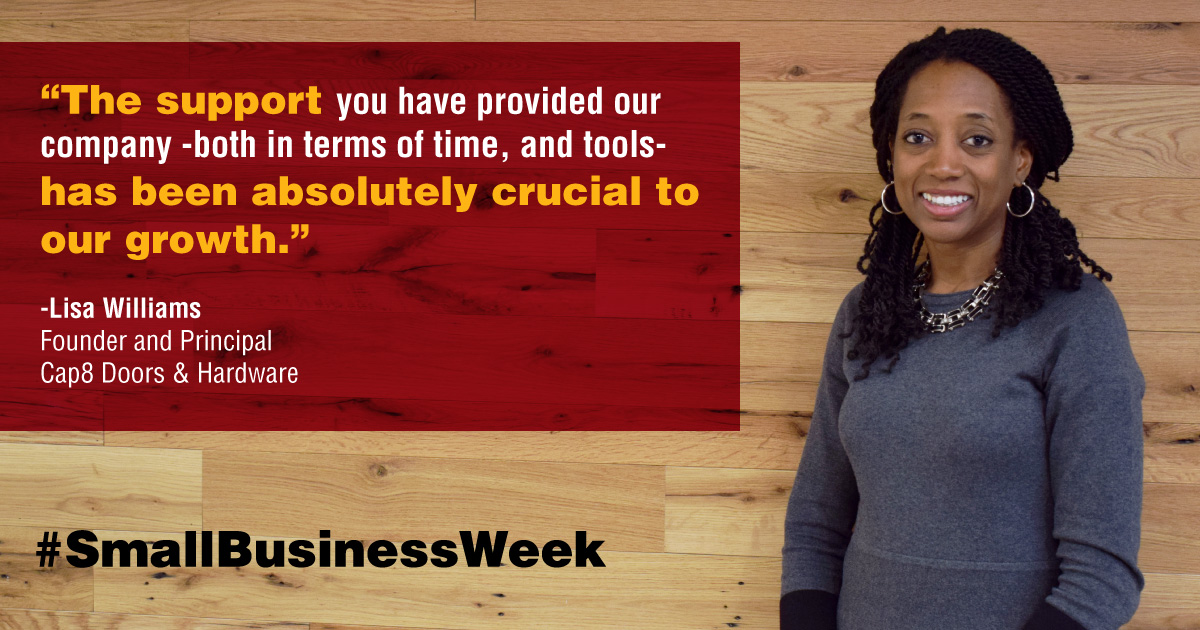 “The support you have provided our
company -both in terms of time, and tools-
has been absolutely crucial to
our growth.”
-Lisa Williams
Founder and Principal
Cap8 Doors & Hardware
#SmallBusinessWeek